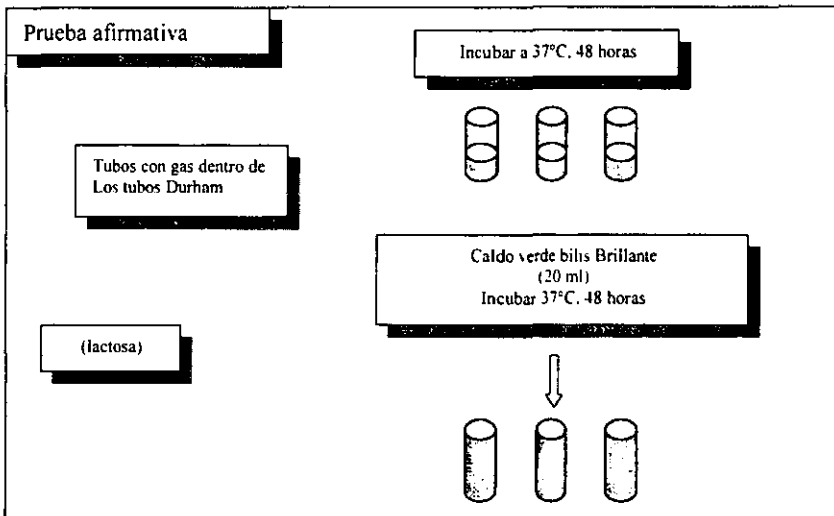 Prueba afirmativa
Incubar a 37°C, 48 horas
Tubos con gas dentro de
Los tubos Durham
Caldo verde bilis Brillante
(20 ml)
Incubar 37°C, 48 horas
(lactosa)